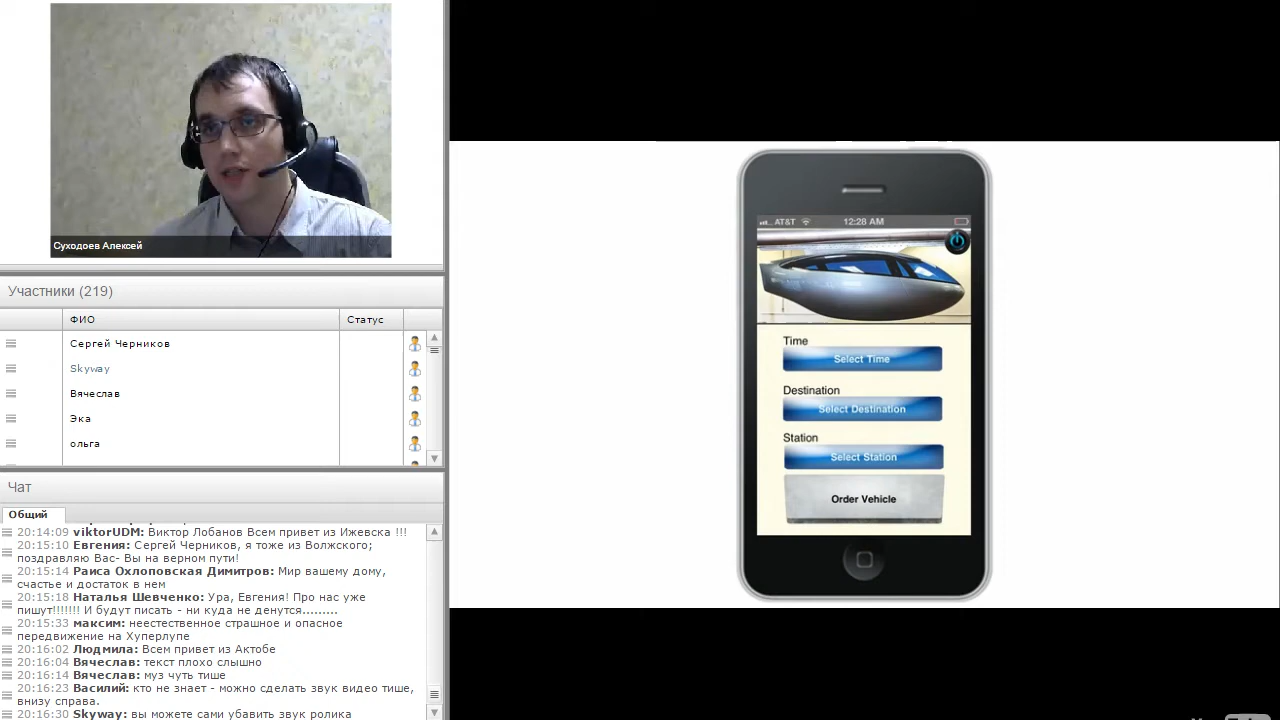 Суходоев Алексей
Участники (219)
ФИО
Статус
Сергей Черников
Skyway
Вячеслав
Эка
ольга
Чат
Общий
20:14:09 viktorUDM: Виктор Лобанов Всем привет из Ижевска !!!
20:15:10 Евгения: Сергей Черников, я тоже из Волжского;
поздравляю Вас- Вы на верном пути!
20:15:14 Раиса Охлоповская Димитров: Мир вашему дому,
счастье и достаток в нем
20:15:18 Наталья Шевченко: Ура, Евгения! Про нас уже
пишут!!!!!!! И будут писать - ни куда не денутся.........
20:15:33 максим: неестественное страшное и опасное
передвижение на Хуперлупе
20:16:02 Людмила: Всем привет из Актобе
20:16:04 Вячеслав: текст плохо слышно
20:16:14 Вячеслав: муз чуть тише
20:16:23 Василий: кто не знает - можно сделать звук видео тише,
внизу справа.
20:16:30 Skyway: вы можете сами убавить звук ролика
AT&T
12:28 AM
Time
Select Time
Destination
Select Destination
Station
Select Station
Order Vehicle